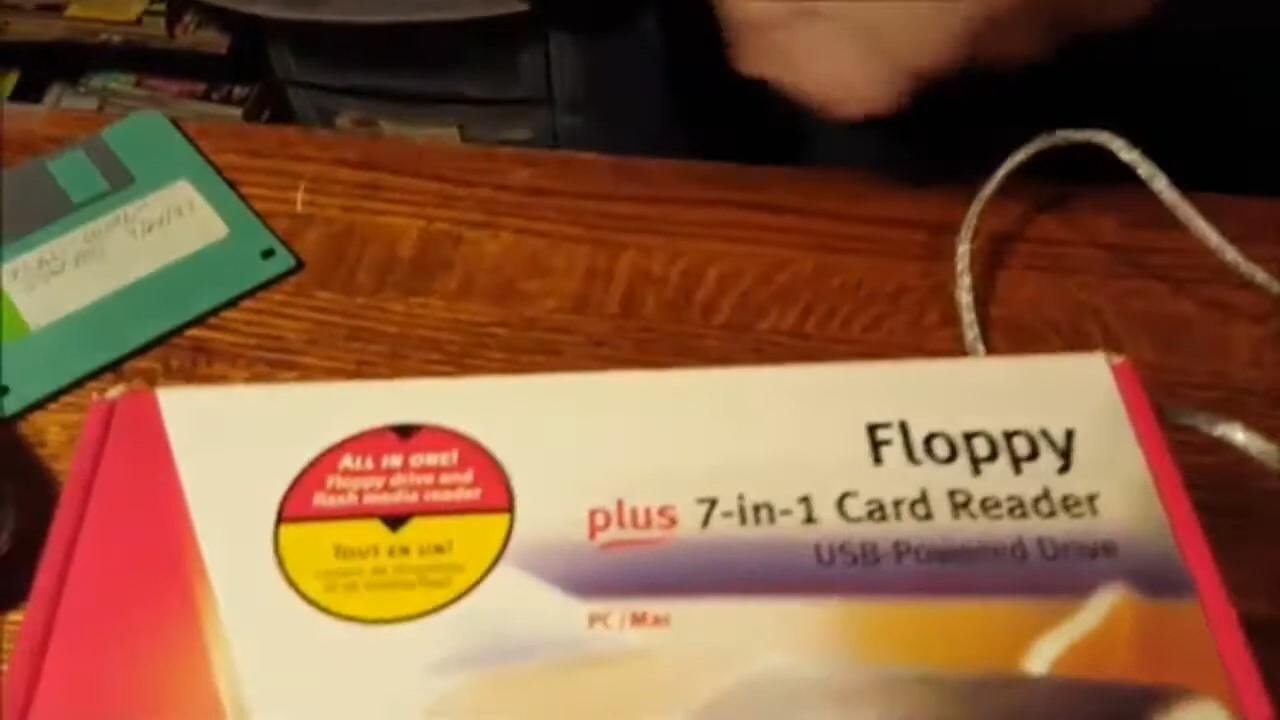 ALL IN ONE!
Floppy drive and
flash media reader
TOUT EN UN!
Floppy
plus 7-in-1 Card Reader
USB-Powered Drive
PC / Mac